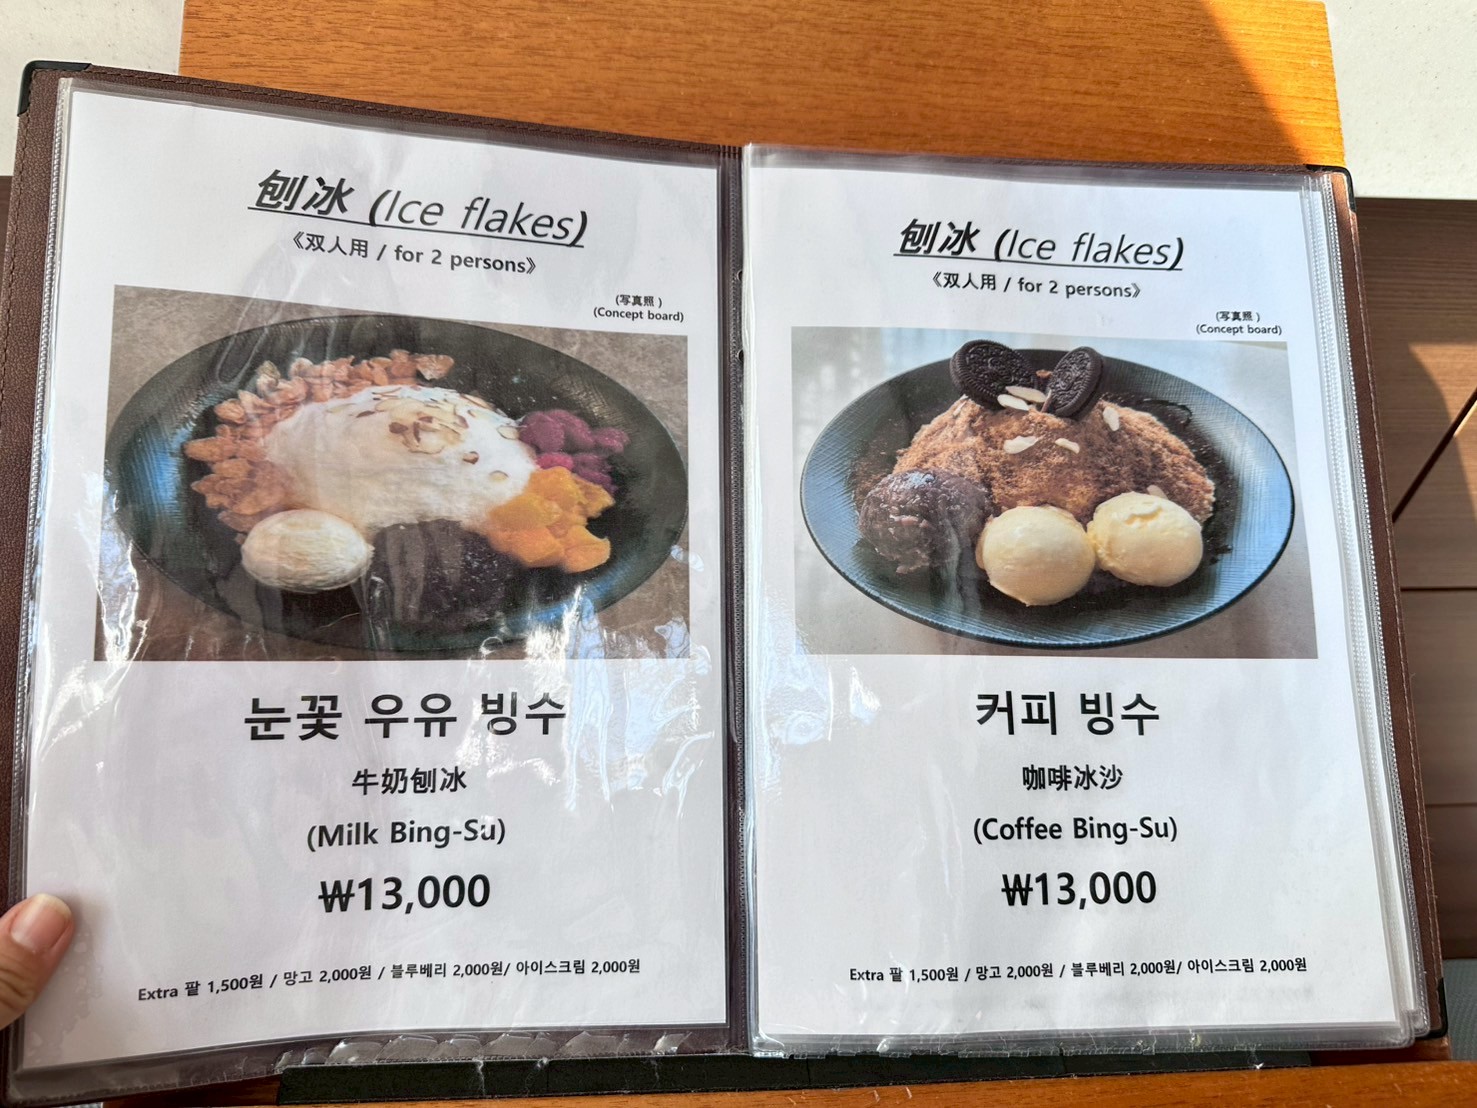 刨冰 (Ice flakes)
《双人用 / for 2 persons》
(写真照 )
(Concept board)
눈꽃 우유 빙수
牛奶刨冰
(Milk Bing-Su)
₩13,000
Extra 팥 1,500원 / 망고 2,000원 / 블루베리 2,000원/ 아이스크림 2,000원
刨冰 (Ice flakes)
《双人用 / for 2 persons》
(写真照 )
(Concept board)
커피 빙수
咖啡冰沙
(Coffee Bing-Su)
₩13,000
Extra 팥 1,500원 / 망고 2,000원 / 블루베리 2,000원/ 아이스크림 2,000원